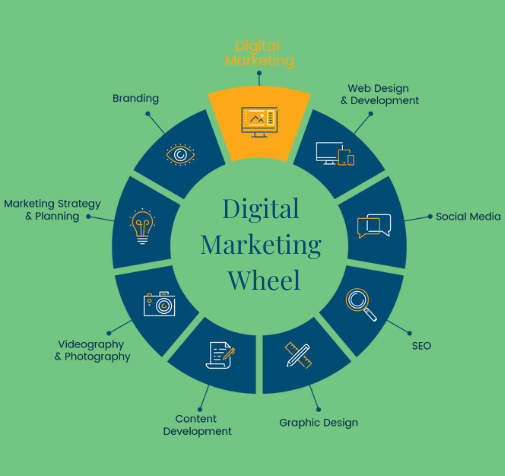 Digital
Marketing
Branding
Web Design
& Development
Marketing Strategy
& Planning
Social Media
Digital
Marketing
Wheel
Videography
& Photography
SEO
Content
Development
Graphic Design